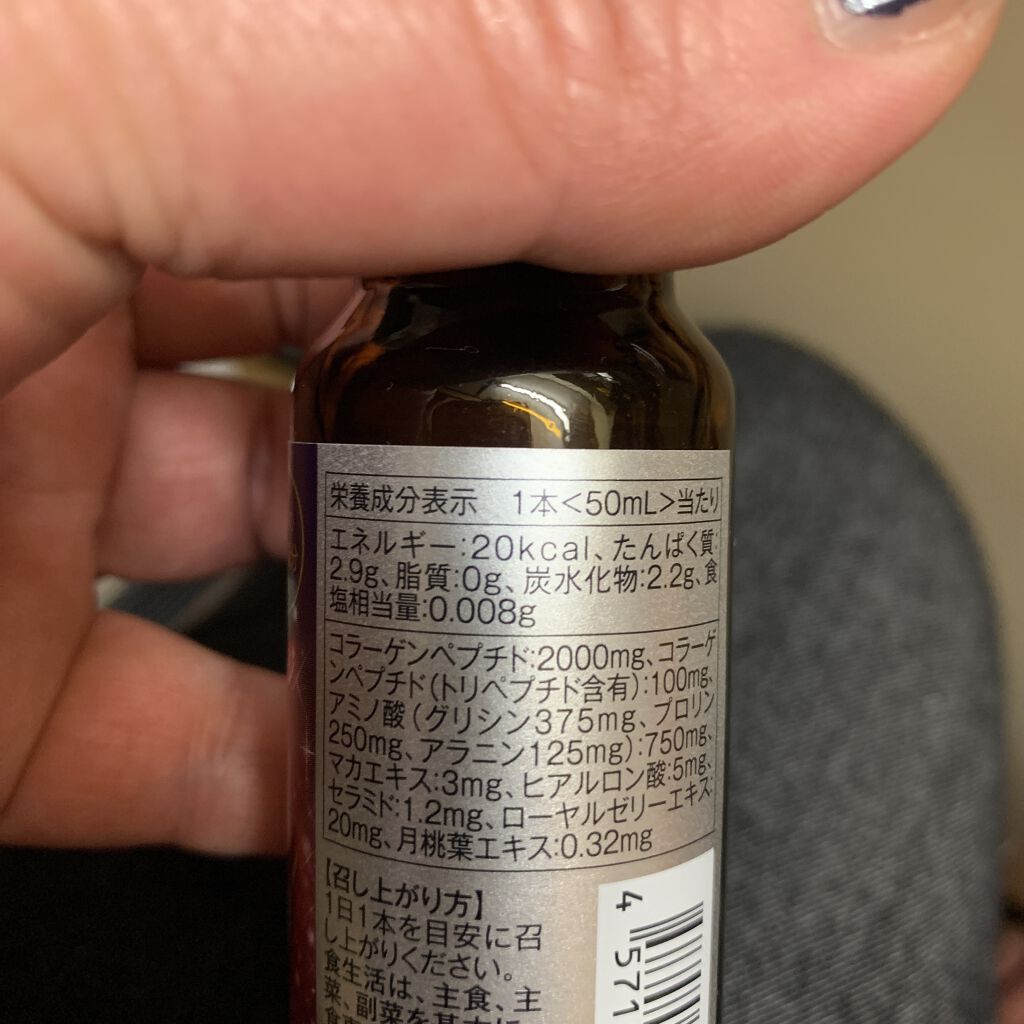 栄養成分表示 1本<50mL>当たり
エネルギー:20kcal、たんぱく質:
2.9g、脂質:0g、炭水化物:2.2g、食
塩相当量:0.008g
コラーゲンペプチド:2000mg、コラーゲ
ンペプチド(トリペプチド含有):100mg、
アミノ酸(グリシン375mg、プロリン
250mg、アラニン125mg):750mg、
マカエキス:3mg、ヒアルロン酸:5mg、
セラミド:1.2mg、ローヤルゼリーエキス:
20mg、月桃葉エキス:0.32mg
【召し上がり方】
1日1本を目安に召
し上がりください。
食生活は、主食、主
菜、副菜を基本に、
4 571